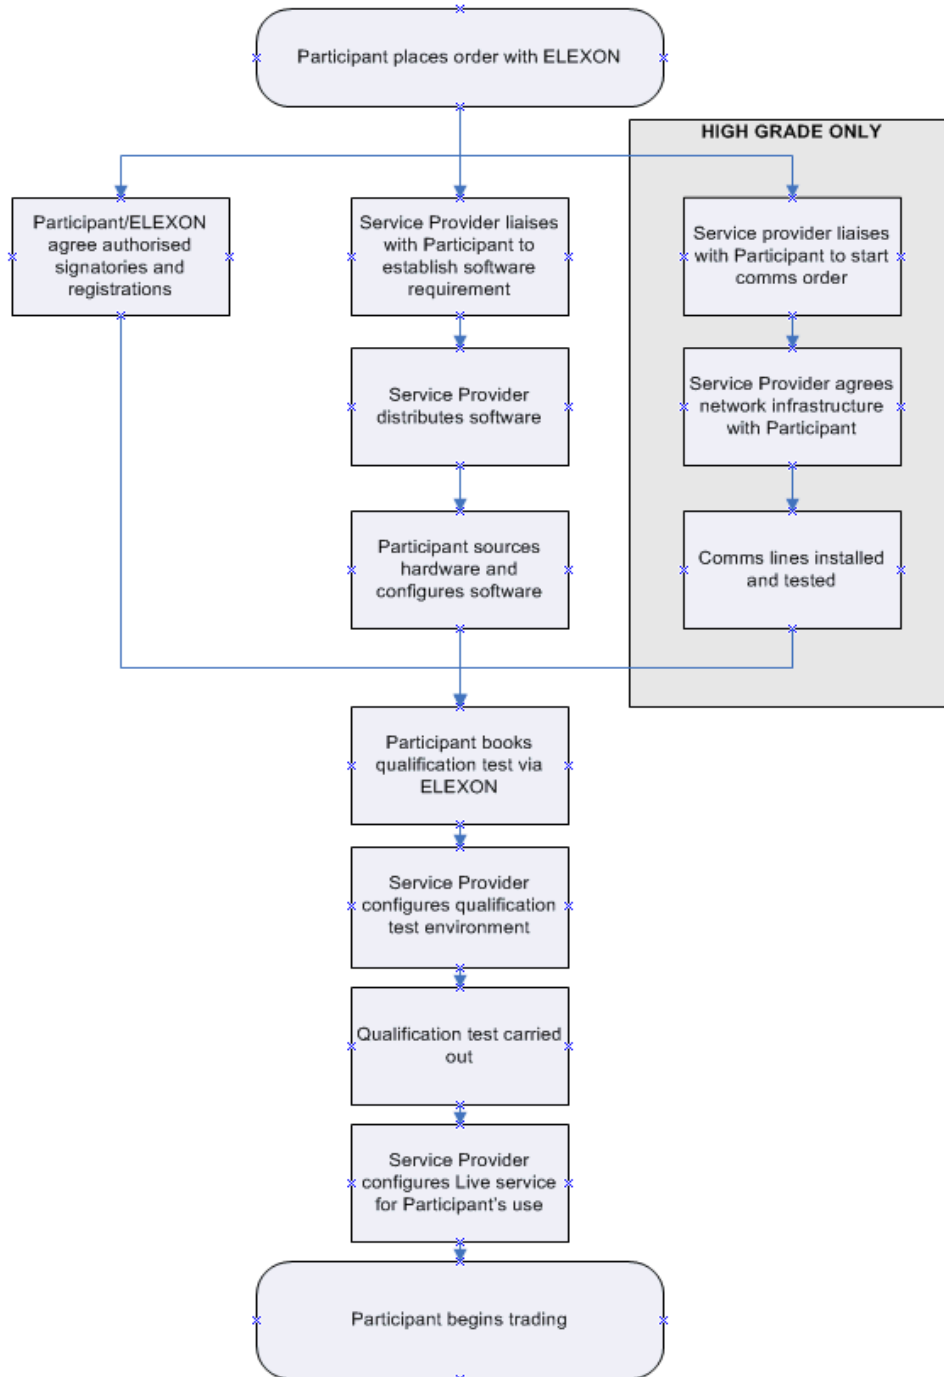 Participant places order with ELEXON
HIGH GRADE ONLY
Participant/ELEXON
agree authorised
signatories and
registrations
Service Provider liaises
with Participant to
establish software
requirement
Service provider liaises
with Participant to start
comms order
Service Provider
distributes software
Service Provider agrees
network infrastructure
with Participant
Participant sources
hardware and
configures software
Comms lines installed
and tested
Participant books
qualification test via
ELEXON
Service Provider
configures qualification
test environment
Qualification test carried
out
Service Provider
configures Live service
for Participant's use
Participant begins trading